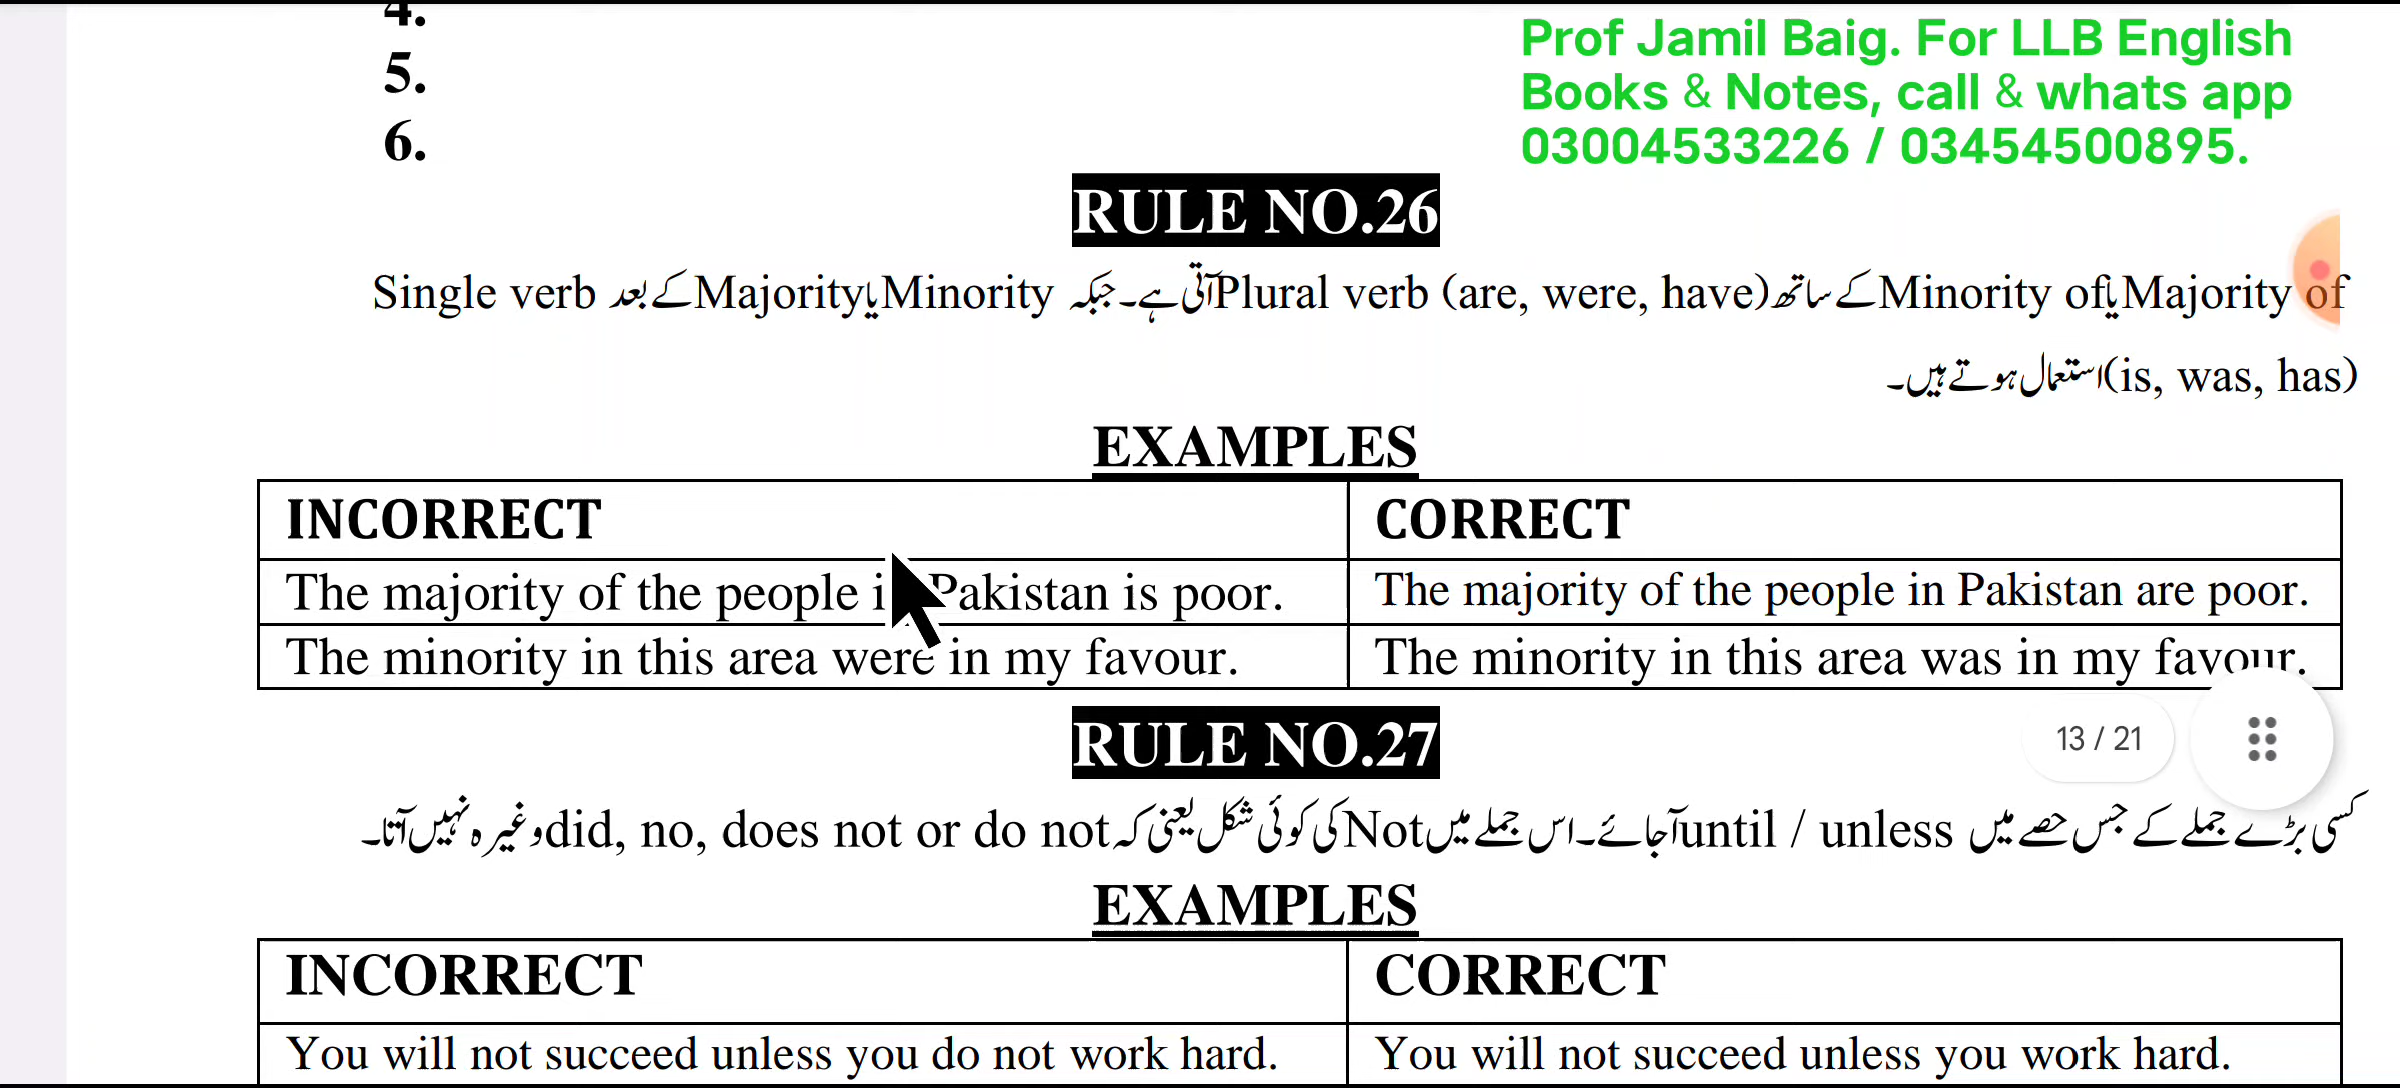 4.
5.
6.
Prof Jamil Baig. For LLB English
Books & Notes, call & whats app
03004533226 / 03454500895.
RULE NO.26
Majority of یا Minority of کے ساتھ Plural verb (are, were, have) آتی ہے۔ جبکہ Minority یا Majority کے بعد Single verb
(is, was, has) استعمال ہوتے ہیں۔
EXAMPLES
INCORRECT
CORRECT
The majority of the people i Pakistan is poor.
The majority of the people in Pakistan are poor.
The minority in this area were in my favour.
The minority in this area was in my favour.
RULE NO.27
13 / 21
کسی بڑے جملے کے جس حصے میں until / unless آجائے۔ اس جملے میں Not کی کوئی شکل یعنی کہ did, no, does not or do not وغیرہ نہیں آتا۔
EXAMPLES
INCORRECT
CORRECT
You will not succeed unless you do not work hard.
You will not succeed unless you work hard.